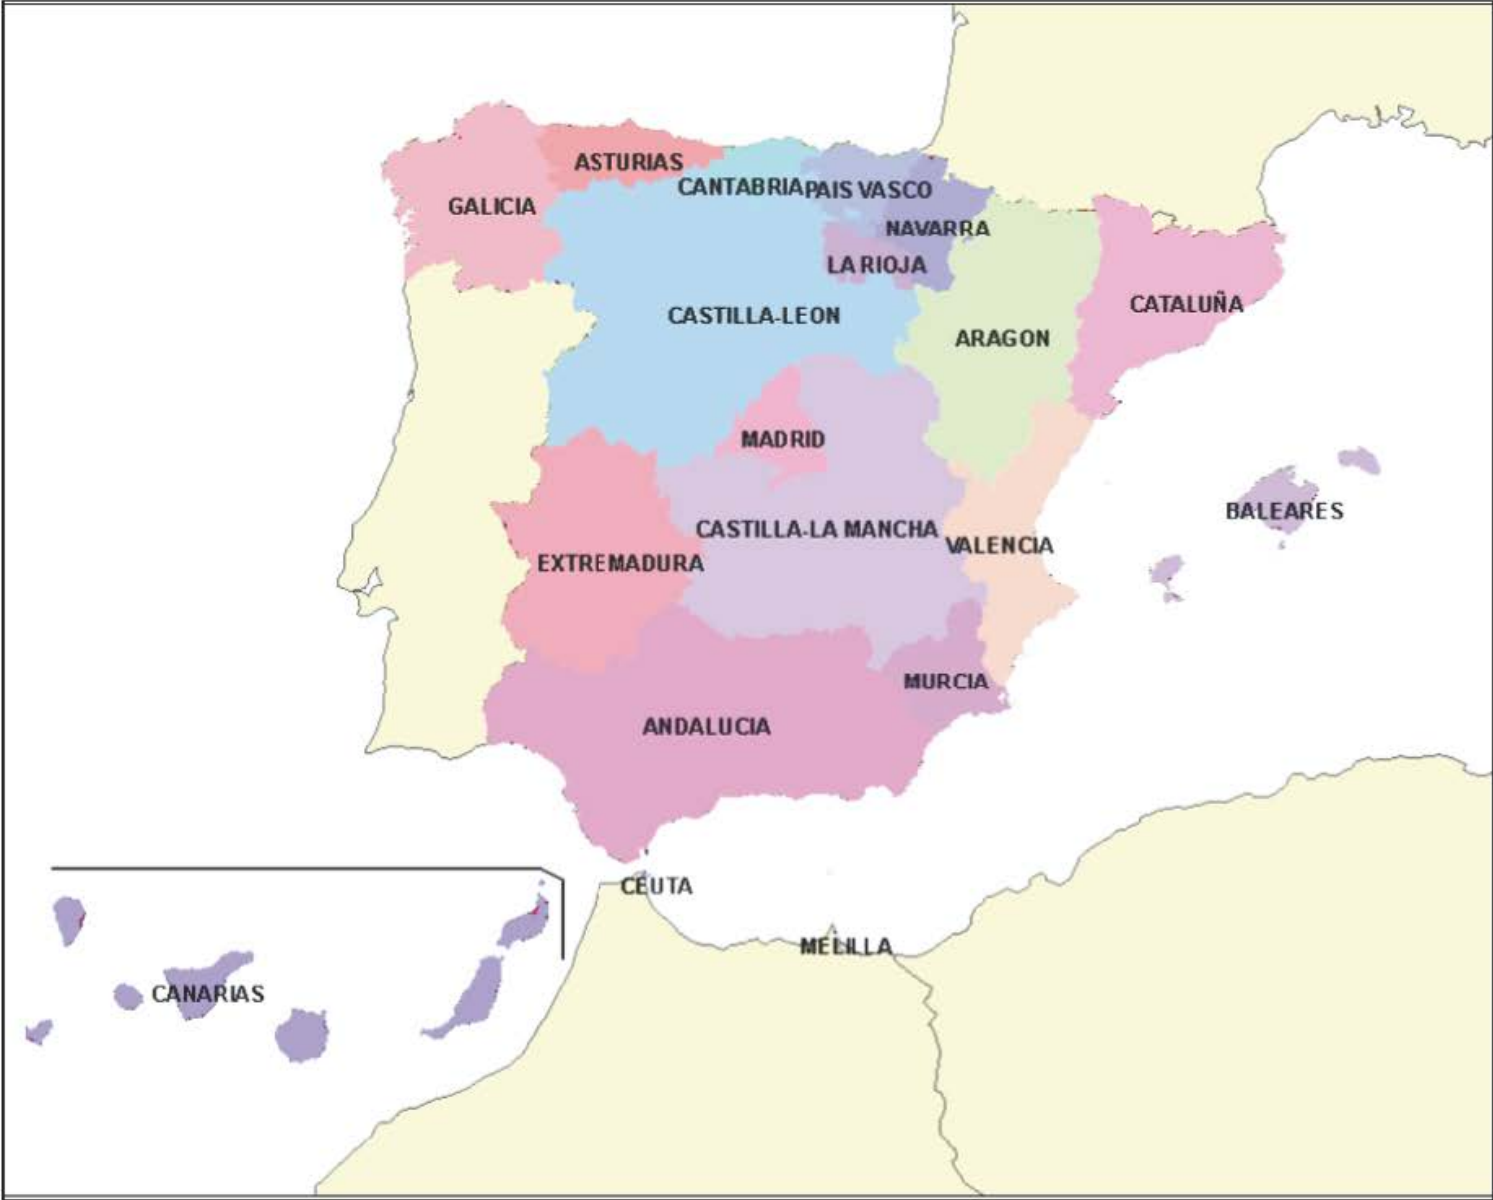 ASTURIAS
CANTABRIA
PAIS VASCO
GALICIA
NAVARRA
LA RIOJA
CATALUÑA
CASTILLA-LEON
ARAGON
MADRID
BALEARES
CASTILLA-LA MANCHA
VALENCIA
EXTREMADURA
MURCIA
ANDALUCIA
CEUTA
MELILLA
CANARIAS